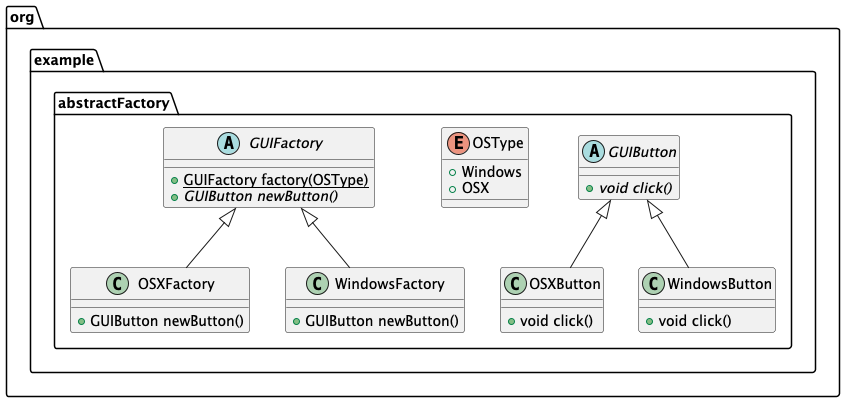 org
example
abstractFactory
A GUIFactory
GUIFactory factory(OSType)
GUIButton newButton()
E OSType
Windows
OSX
A GUIButton
void click()
C OSXFactory
GUIButton newButton()
C WindowsFactory
GUIButton newButton()
C OSXButton
void click()
C WindowsButton
void click()